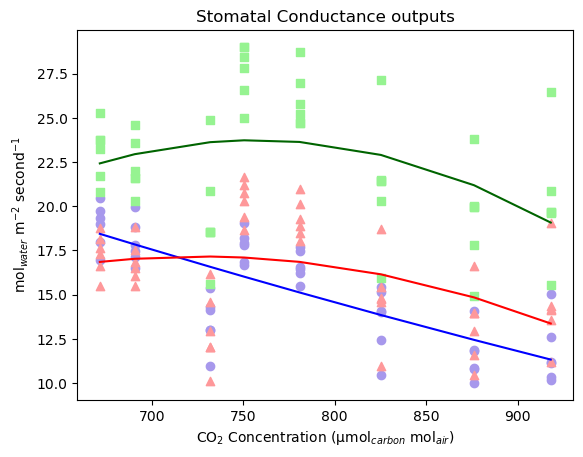 Stomatal Conductance outputs
27.5
25.0
22.5
20.0
17.5
15.0
12.5
10.0
mol$_{water}$ m$^{-2}$ second$^{-1}$
700 750 800 850 900
CO$_2$ Concentration (μmol$_{carbon}$ mol$_{air}$)